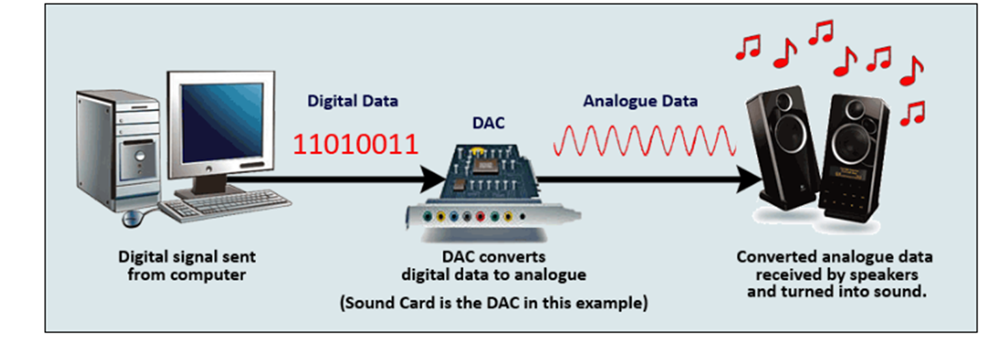 Digital Data
11010011
DAC
Analogue Data
Digital signal sent
from computer
DAC converts
digital data to analogue
(Sound Card is the DAC in this example)
Converted analogue data
received by speakers
and turned into sound.